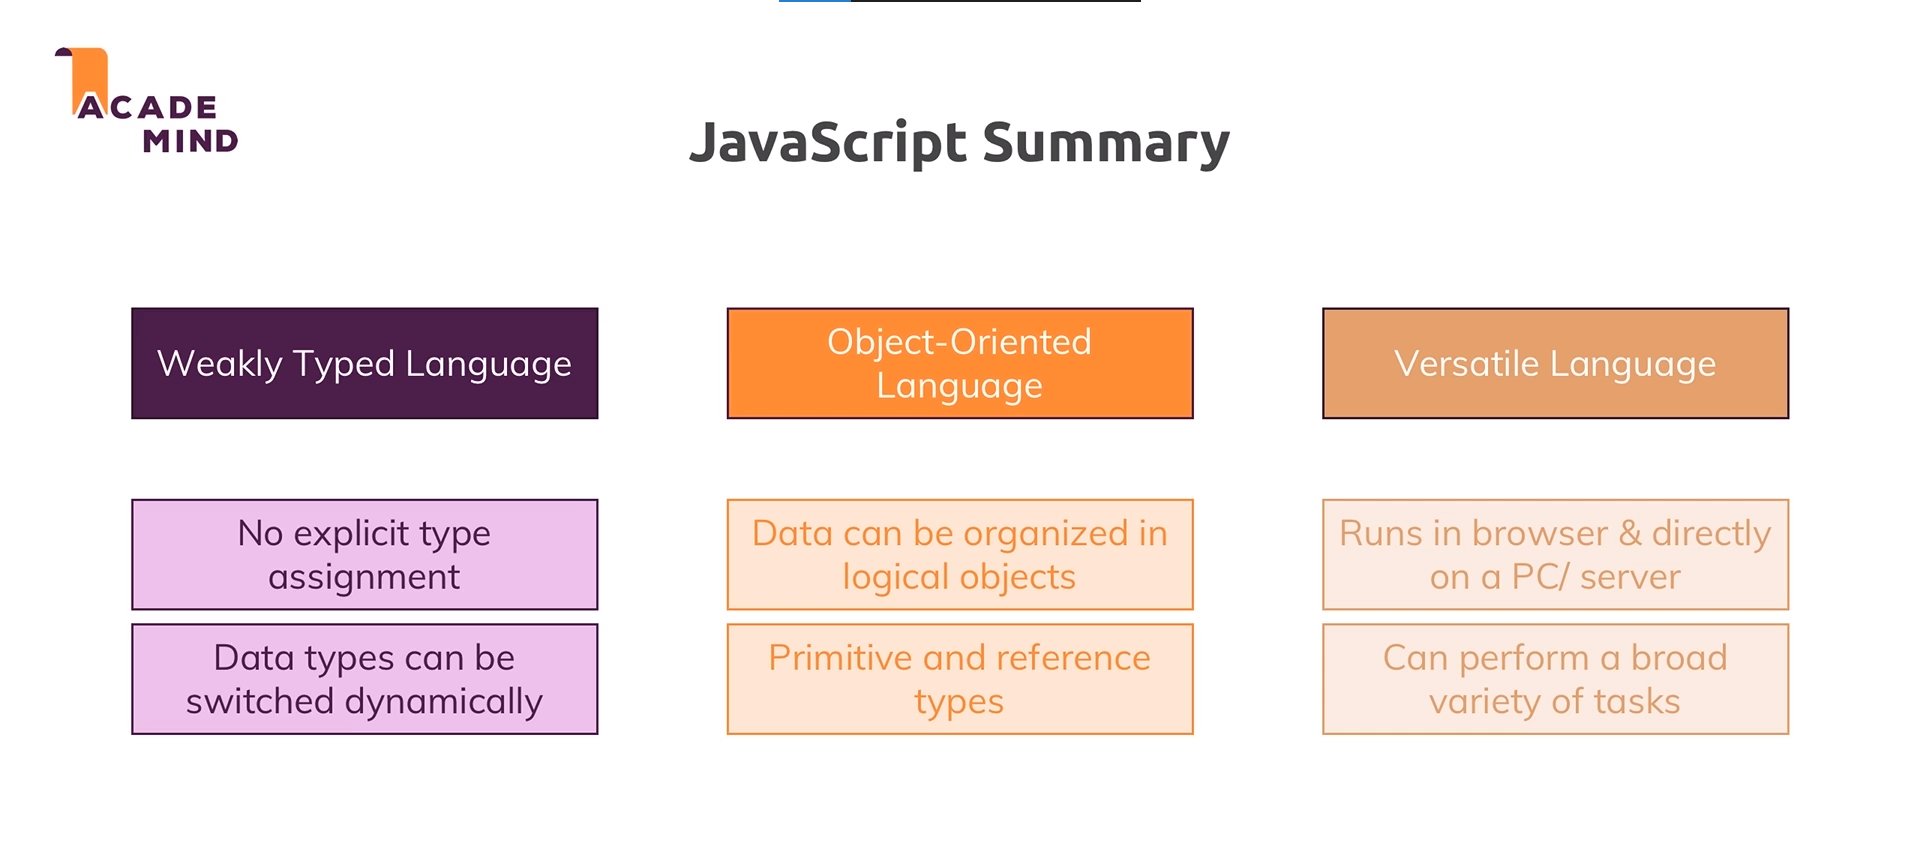 ACADE
MIND
JavaScript Summary
Weakly Typed Language
Object-Oriented
Language
Versatile Language
No explicit type
assignment
Data can be organized in
logical objects
Runs in browser & directly
on a PC/ server
Data types can be
switched dynamically
Primitive and reference
types
Can perform a broad
variety of tasks